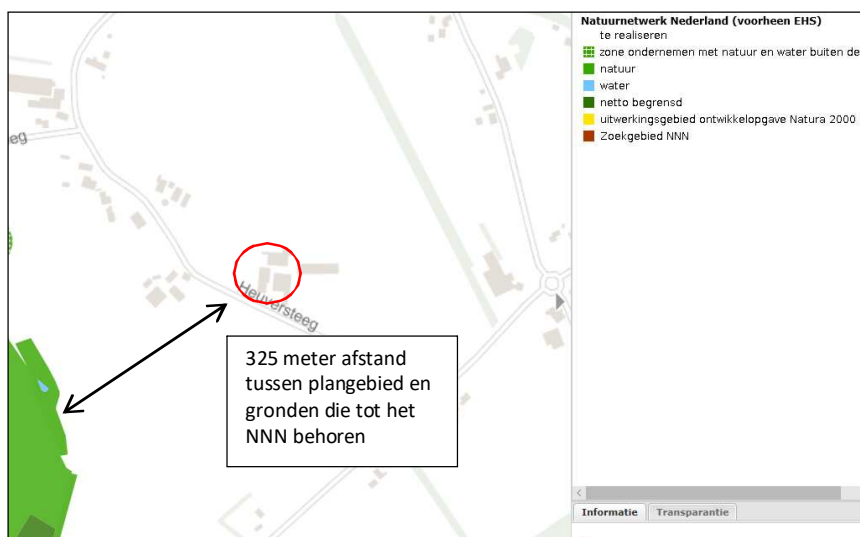 Natuurnetwerk Nederland (voorheen EHS)
te realiseren
zone ondernemen met natuur en water buiten de
natuur
water
netto begrensd
uitwerkingsgebied ontwikkelopgave Natura 2000
Zoekgebied NNN
eg
Heuversteeg
325 meter afstand
tussen plangebied en
gronden die tot het
NNN behoren
Informatie Transparantie